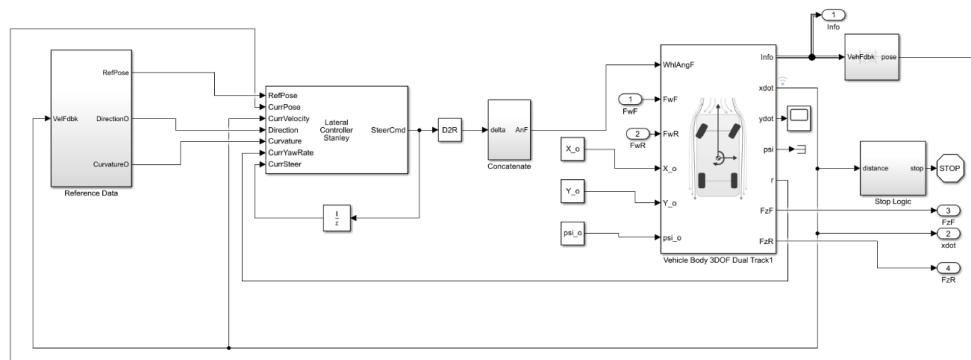 1
Info
RefPose
VelFdbk
DirectionO
CurvatureO
Reference Data
RefPose
CurrPose
CurrVelocity
Direction
Curvature
CurrYawRate
CurrSteer
Lateral
Controller
Stanley
SteerCmd
D2R
delta
AnF
Concatenate
1
z
WhlAngF
1
FwF
FwF
2
FwR
FwR
X_o
X_o
Y_o
Y_o
psi_o
psi_o
Info
xdot
ydot
psi
r
FzF
FzR
Vehicle Body 3DOF Dual Track1
VehFdbk
pose
distance
stop
Stop Logic
STOP
3
FzF
2
xdot
4
FzR